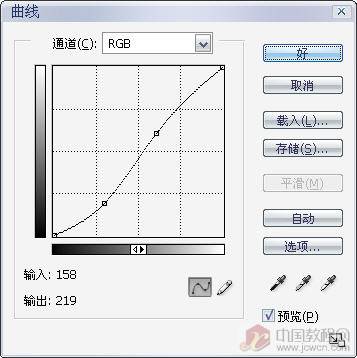 曲线
通道(C): RGB
好
取消
载入(L)...
存储(S)...
平滑(M)
自动
选项...
输入: 158
输出: 219
预览(P)
中国教程网
www.jcwcn.com